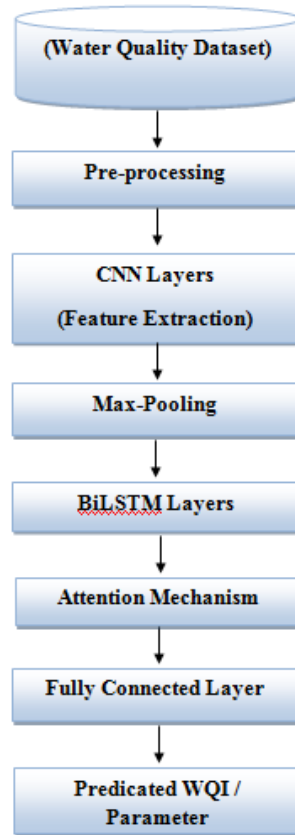 (Water Quality Dataset)
Pre-processing
CNN Layers
(Feature Extraction)
Max-Pooling
BiLSTM Layers
Attention Mechanism
Fully Connected Layer
Predicated WQI /
Parameter